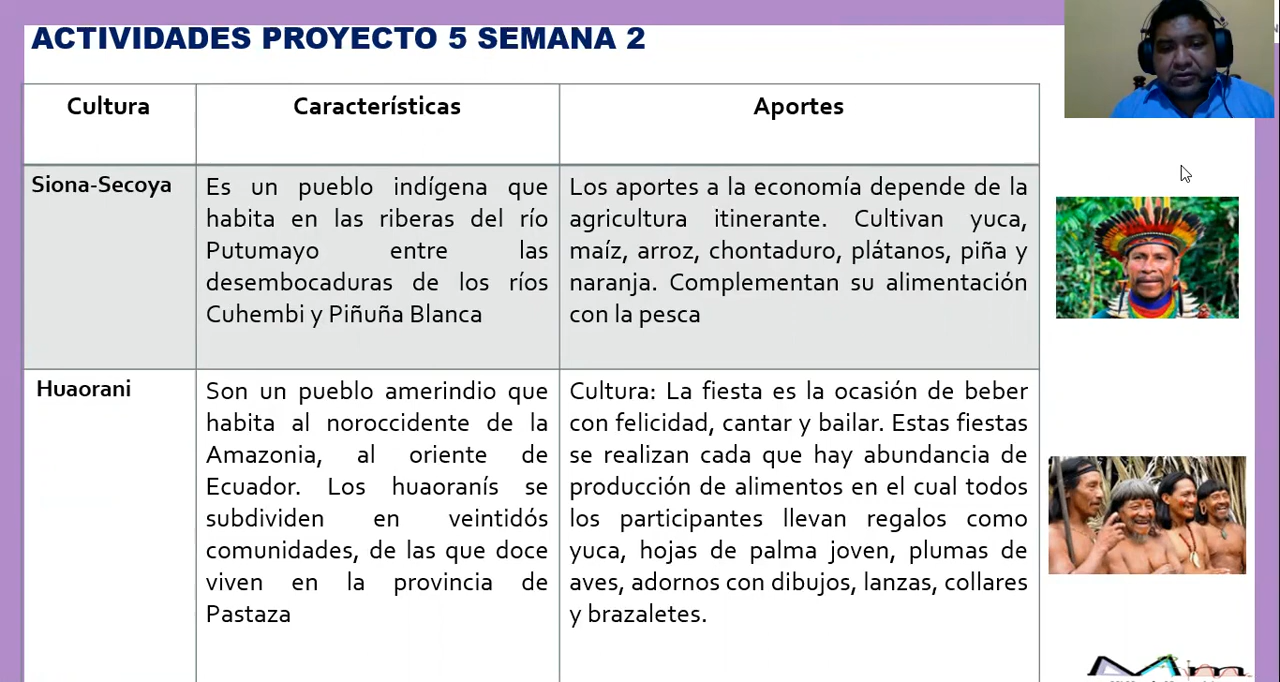 ACTIVIDADES PROYECTO 5 SEMANA 2
Cultura
Características
Aportes
Siona-Secoya
Es un pueblo indígena que
habita en las riberas del río
Putumayo entre las
desembocaduras de los ríos
Cuhembi y Piñuña Blanca
Los aportes a la economía depende de la
agricultura itinerante. Cultivan yuca,
maíz, arroz, chontaduro, plátanos, piña y
naranja. Complementan su alimentación
con la pesca
Huaorani
Son un pueblo amerindio que
habita al noroccidente de la
Amazonia, al oriente de
Ecuador. Los huaoranís se
subdividen en veintidós
comunidades, de las que doce
viven en la provincia de
Pastaza
Cultura: La fiesta es la ocasión de beber
con felicidad, cantar y bailar. Estas fiestas
se realizan cada que hay abundancia de
producción de alimentos en el cual todos
los participantes llevan regalos como
yuca, hojas de palma joven, plumas de
aves, adornos con dibujos, lanzas, collares
y brazaletes.